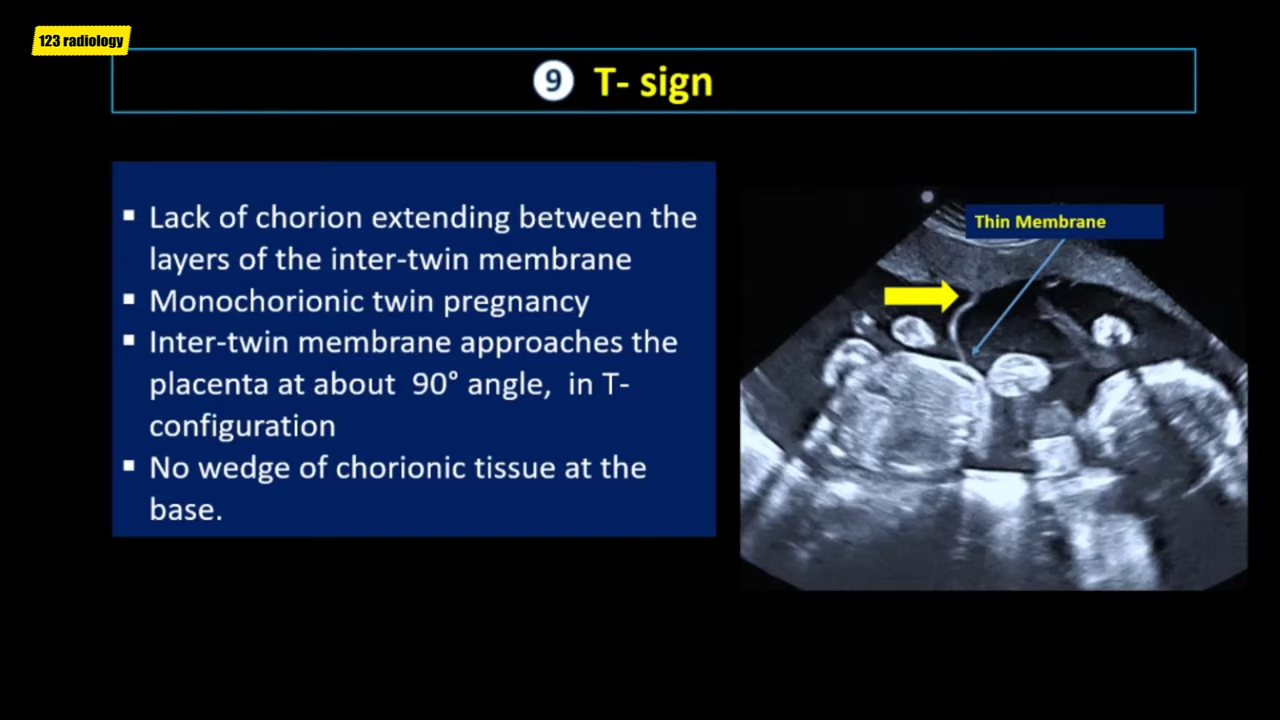 123 radiology
9 T- sign
▪ Lack of chorion extending between the
layers of the inter-twin membrane
▪ Monochorionic twin pregnancy
▪ Inter-twin membrane approaches the
placenta at about 90° angle, in T-
configuration
▪ No wedge of chorionic tissue at the
base.
Thin Membrane